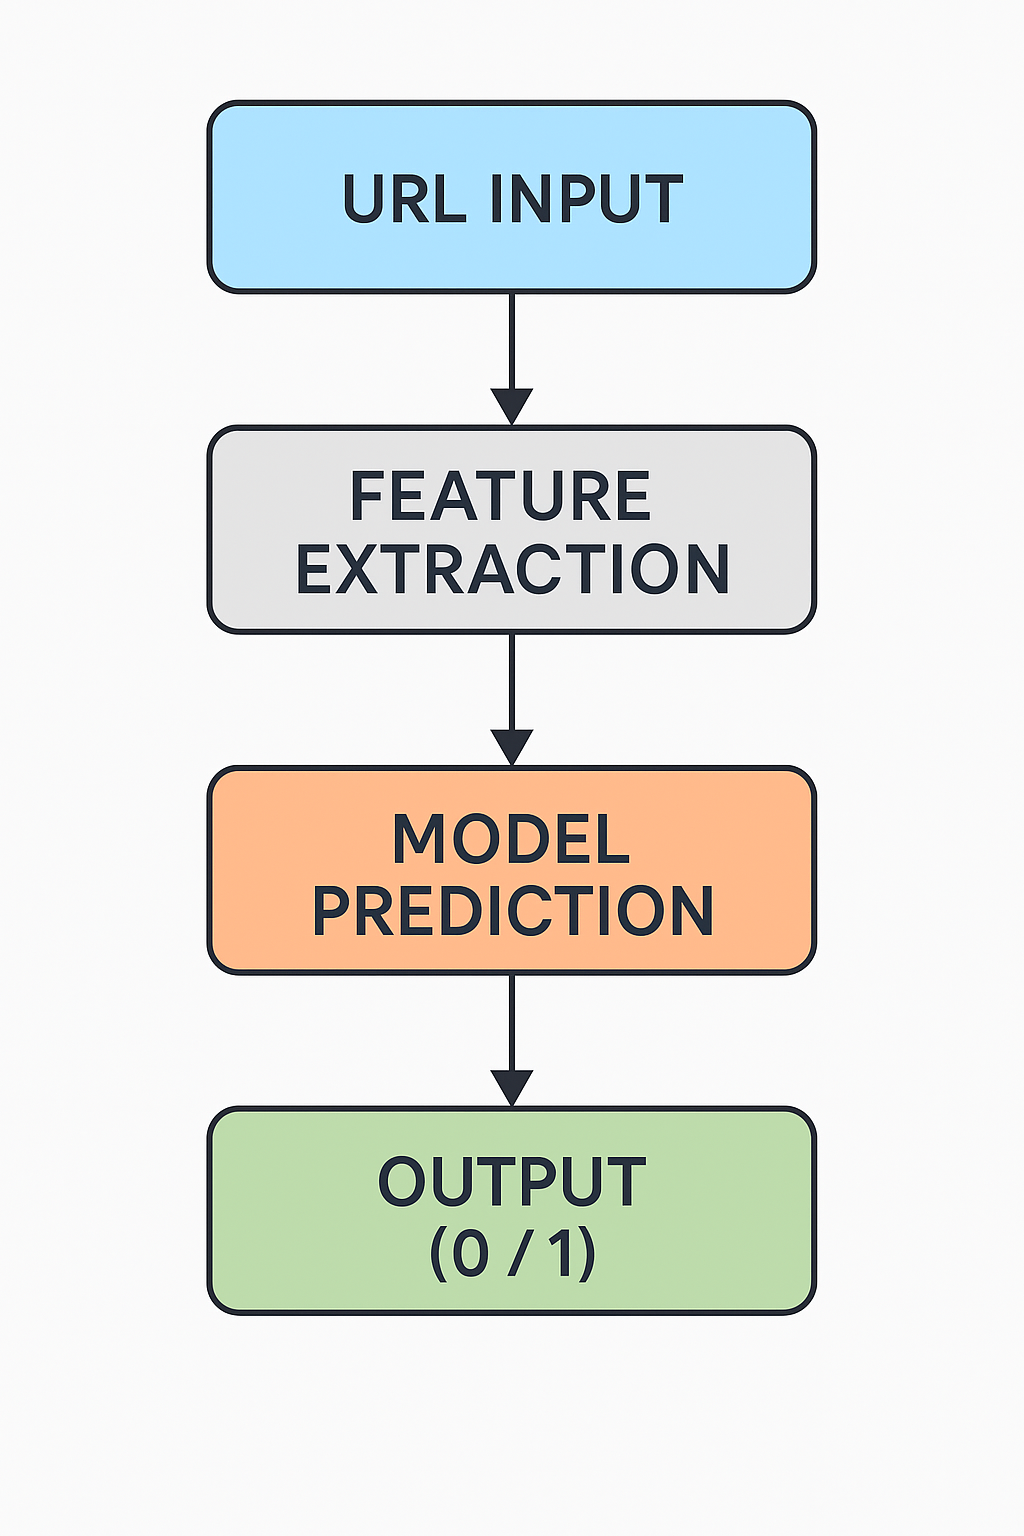 URL INPUT
FEATURE
EXTRACTION
MODEL
PREDICTION
OUTPUT
(0 / 1)